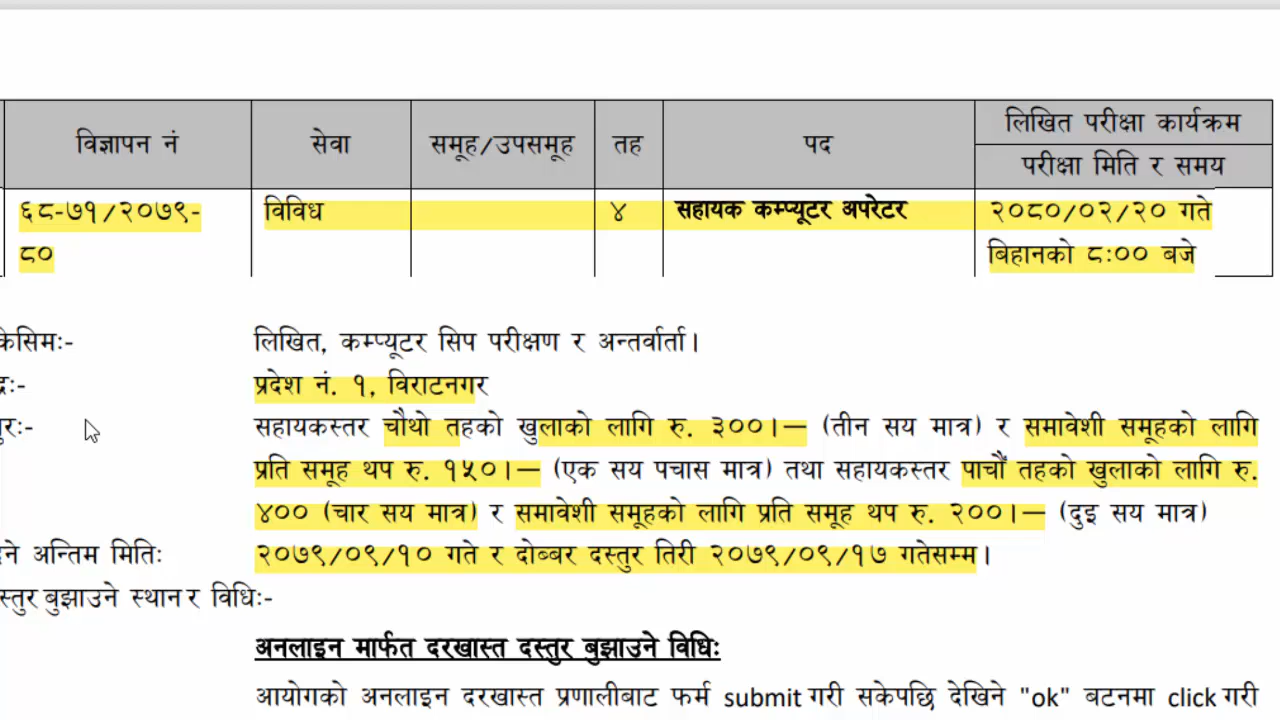 विज्ञापन नं सेवा समूह/उपसमूह तह पद लिखित परीक्षा कार्यक्रम
परीक्षा मिति र समय
६८-७१/२०७९- विविध ४ सहायक कम्प्यूटर अपरेटर २०८०/०२/२० गते
८० बिहानको ८:०० बजे
केसिमः- लिखित, कम्प्यूटर सिप परीक्षण र अन्तर्वार्ता।
प्रदेश नं. १, विराटनगर
सहायकस्तर चौथो तहको खुलाको लागि रु. ३००।— (तीन सय मात्र) र समावेशी समूहको लागि
प्रति समूह थप रु. १५०।— (एक सय पचास मात्र) तथा सहायकस्तर पाचौं तहको खुलाको लागि रु.
४०० (चार सय मात्र) र समावेशी समूहको लागि प्रति समूह थप रु. २००।— (दुइ सय मात्र)
ने अन्तिम मितिः २०७९/०९/१० गते र दोब्बर दस्तुर तिरी २०७९/०९/१७ गतेसम्म।
स्तुर बुझाउने स्थान र विधिः-
अनलाइन मार्फत दरखास्त दस्तुर बुझाउने विधिः
आयोगको अनलाइन दरखास्त प्रणालीबाट फर्म submit गरी सकेपछि देखिने "ok" बटनमा click गरी